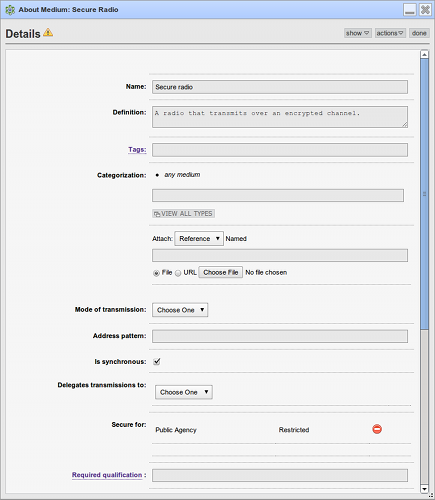 About Medium: Secure Radio
Details
show
actions
done
Name:
Secure radio
Definition:
A radio that transmits over an encrypted channel.
Tags:
Categorization:
any medium
VIEW ALL TYPES
Attach: Reference Named
File URL Choose File No file chosen
Mode of transmission: Choose One
Address pattern:
Is synchronous:
Delegates transmissions to: Choose One
Secure for: Public Agency Restricted
Required qualification :